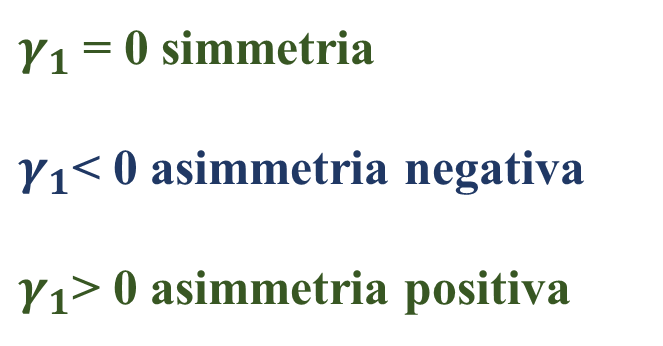 γ₁ = 0 simmetria
γ₁< 0 asimmetria negativa
γ₁> 0 asimmetria positiva